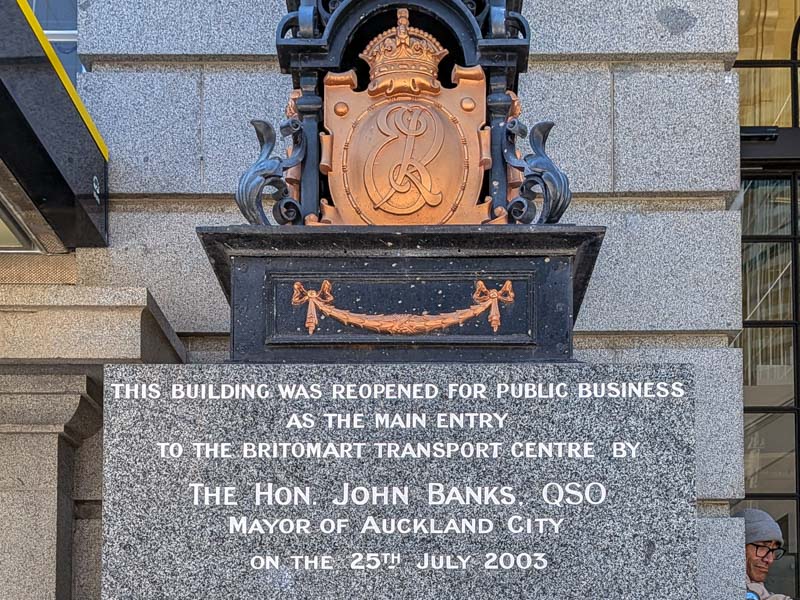 THIS BUILDING WAS REOPENED FOR PUBLIC BUSINESS
AS THE MAIN ENTRY
TO THE BRITOMART TRANSPORT CENTRE BY
THE HON. JOHN BANKS. QSO
MAYOR OF AUCKLAND CITY
ON THE 25TH JULY 2003